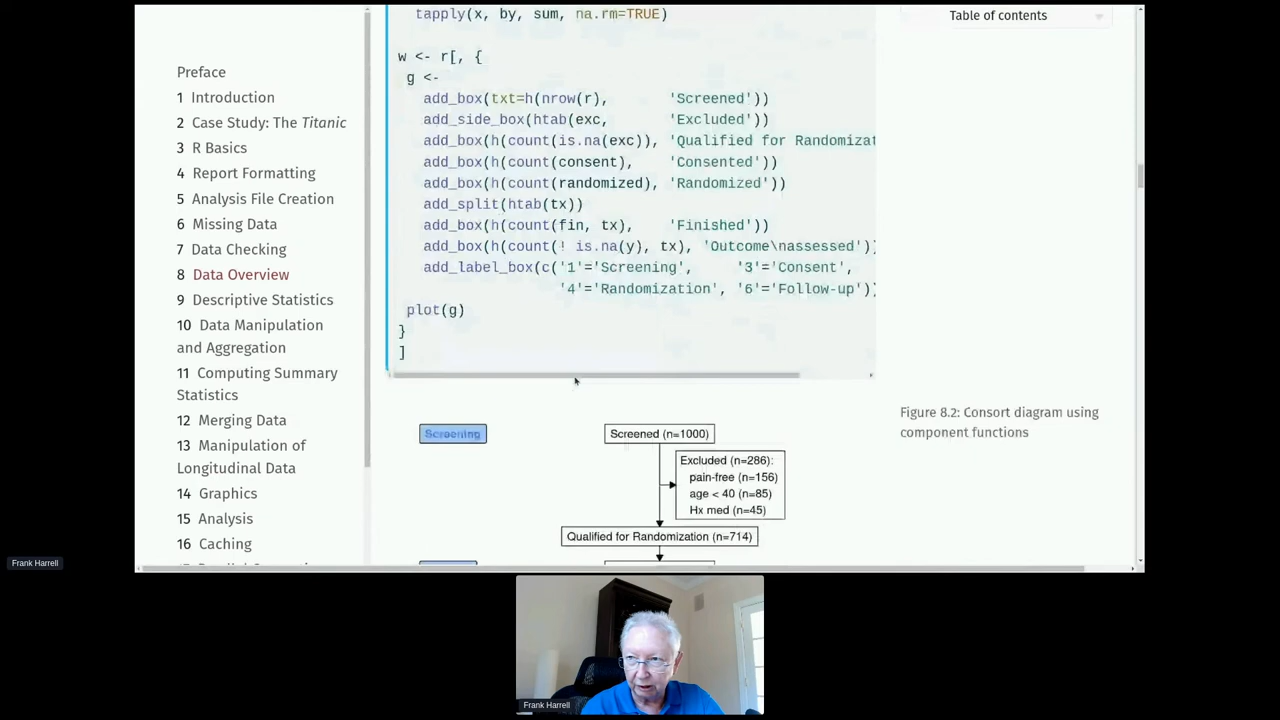 tapply(x, by, sum, na.rm=TRUE)
Table of contents
w <- r[, {
g <-
add_box(txt=h(nrow(r), 'Screened'))
add_side_box(htab(exc, 'Excluded'))
add_box(h(count(is.na(exc)), 'Qualified for Randomizat
add_box(h(count(consent), 'Consented'))
add_box(h(count(randomized), 'Randomized'))
add_split(htab(tx))
add_box(h(count(fin, tx), 'Finished'))
add_box(h(count(! is.na(y), tx), 'Outcome\nassessed'))
add_label_box(c('1'='Screening', '3'='Consent',
'4'='Randomization', '6'='Follow-up'))
plot(g)
}
]
Preface
1 Introduction
2 Case Study: The Titanic
3 R Basics
4 Report Formatting
5 Analysis File Creation
6 Missing Data
7 Data Checking
8 Data Overview
9 Descriptive Statistics
10 Data Manipulation
and Aggregation
11 Computing Summary
Statistics
12 Merging Data
13 Manipulation of
Longitudinal Data
14 Graphics
15 Analysis
16 Caching
Figure 8.2: Consort diagram using
component functions
Screening
Screened (n=1000)
Excluded (n=286):
pain-free (n=156)
age < 40 (n=85)
Hx med (n=45)
Qualified for Randomization (n=714)
Frank Harrell
Frank Harrell